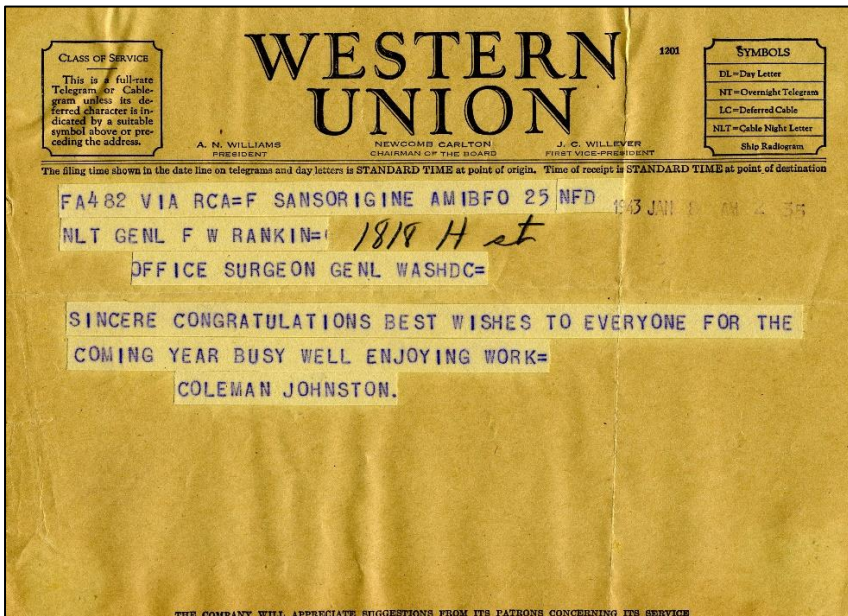 CLASS OF SERVICE
This is a full-rate
Telegram or Cable-
gram unless its de-
ferred character is in-
dicated by a suitable
symbol above or pre-
ceding the address.
WESTERN
UNION
1201
A. N. WILLIAMS
PRESIDENT
NEWCOMB CARLTON
CHAIRMAN OF THE BOARD
J. C. WILLEVER
FIRST VICE-PRESIDENT
SYMBOLS
DL=Day Letter
NT=Overnight Telegram
LC=Deferred Cable
NLT=Cable Night Letter
Ship Radiogram
The filing time shown in the date line on telegrams and day letters is STANDARD TIME at point of origin. Time of receipt is STANDARD TIME at point of destination
FA482 VIA RCA=F SANSORIGINE AMIBFO 25 NFD 1943 JAN AM 4 35
NLT GENL F W RANKIN= 1818 H st
OFFICE SURGEON GENL WASHDC=
SINCERE CONGRATULATIONS BEST WISHES TO EVERYONE FOR THE
COMING YEAR BUSY WELL ENJOYING WORK=
COLEMAN JOHNSTON.
THE COMPANY WILL APPRECIATE SUGGESTIONS FROM ITS PATRONS CONCERNING ITS SERVICE